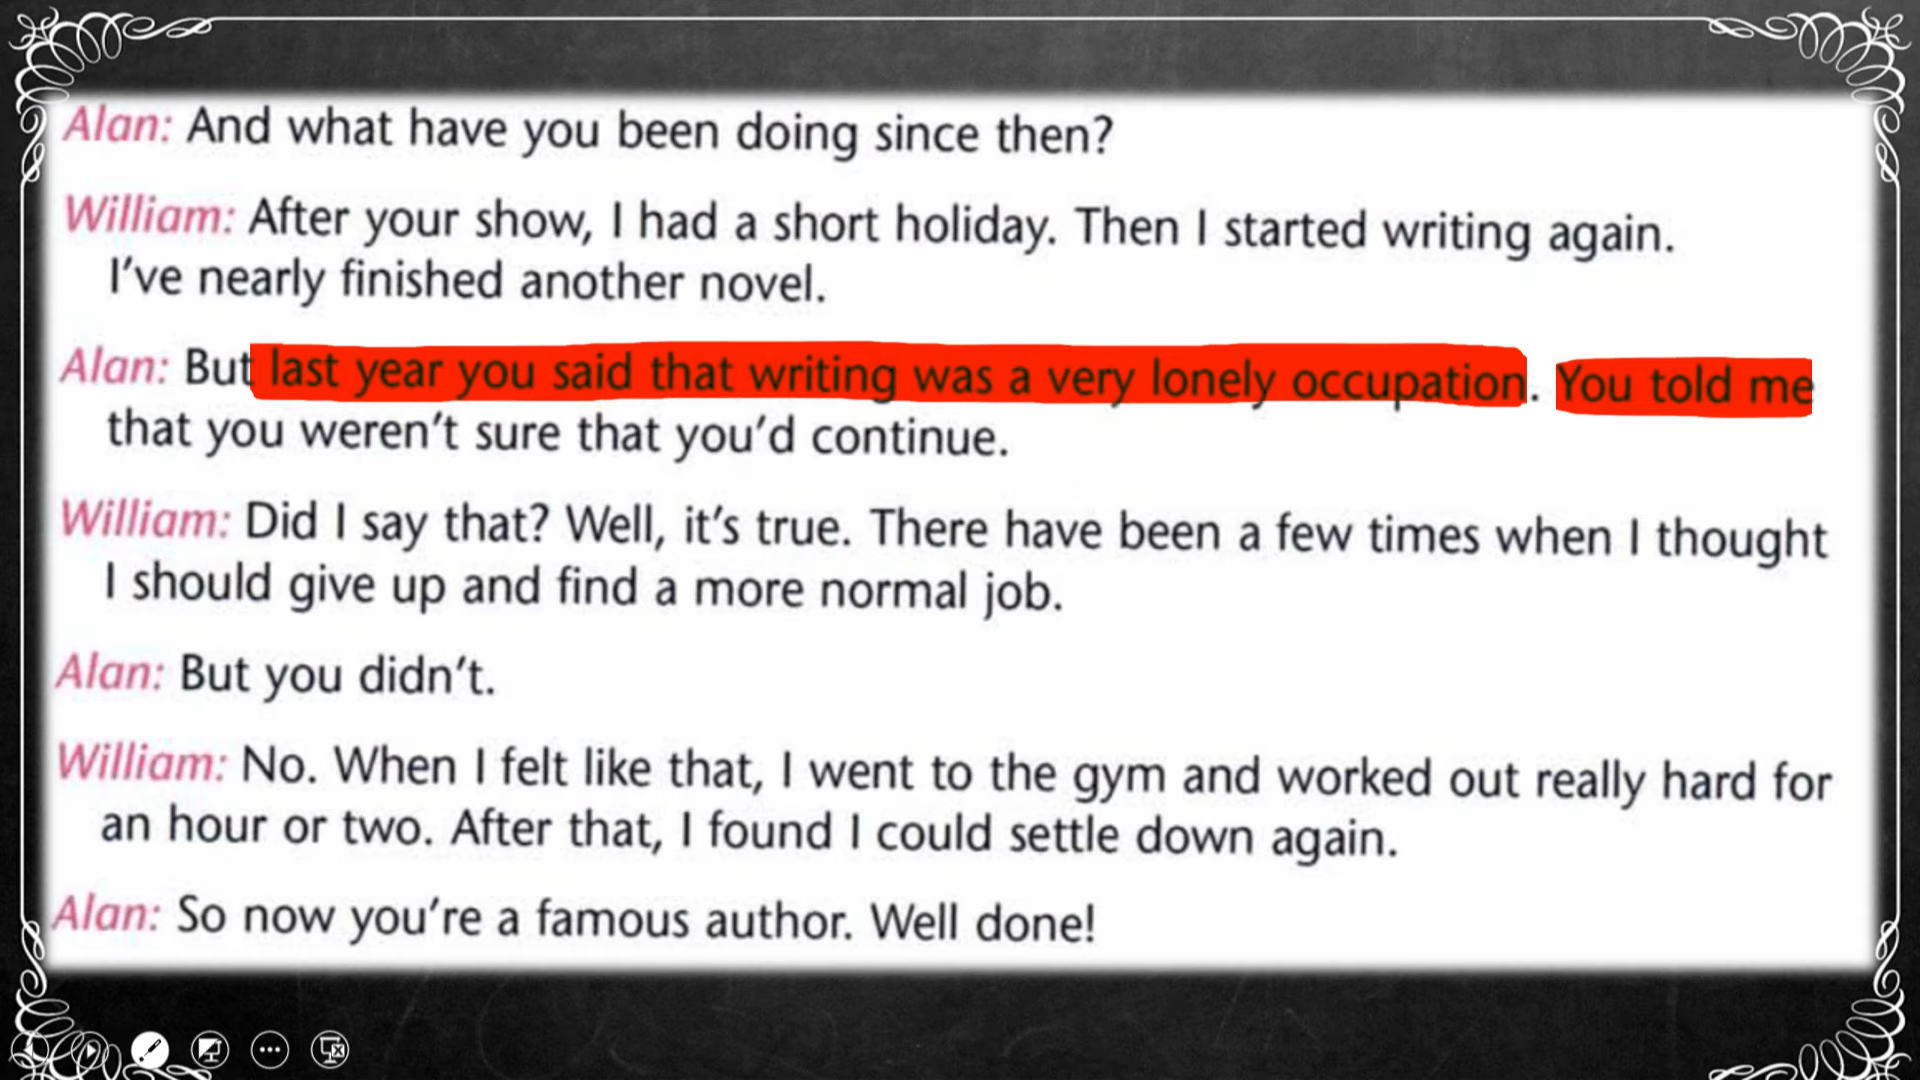 Alan: And what have you been doing since then?
William: After your show, I had a short holiday. Then I started writing again.
I've nearly finished another novel.
Alan: But last year you said that writing was a very lonely occupation. You told me
that you weren't sure that you'd continue.
William: Did I say that? Well, it's true. There have been a few times when I thought
I should give up and find a more normal job.
Alan: But you didn't.
William: No. When I felt like that, I went to the gym and worked out really hard for
an hour or two. After that, I found I could settle down again.
Alan: So now you're a famous author. Well done!